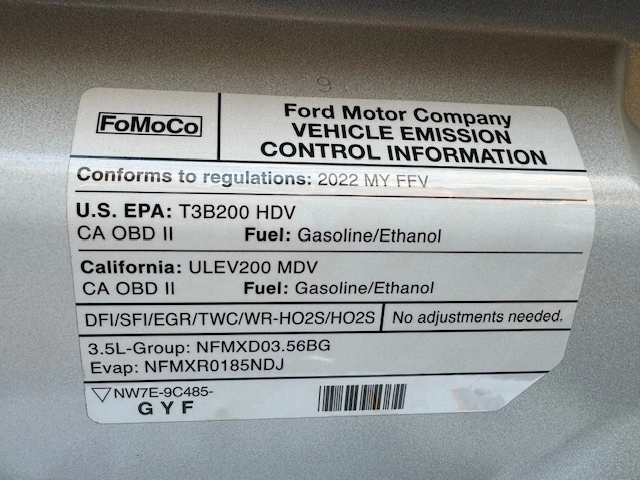 FoMoCo
Ford Motor Company
VEHICLE EMISSION
CONTROL INFORMATION
Conforms to regulations: 2022 MY FFV
U.S. EPA: T3B200 HDV
CA OBD II Fuel: Gasoline/Ethanol
California: ULEV200 MDV
CA OBD II Fuel: Gasoline/Ethanol
DFI/SFI/EGR/TWC/WR-HO2S/HO2S No adjustments needed.
3.5L-Group: NFMXD03.56BG
Evap: NFMXR0185NDJ
NW7E-9C485-
GYF